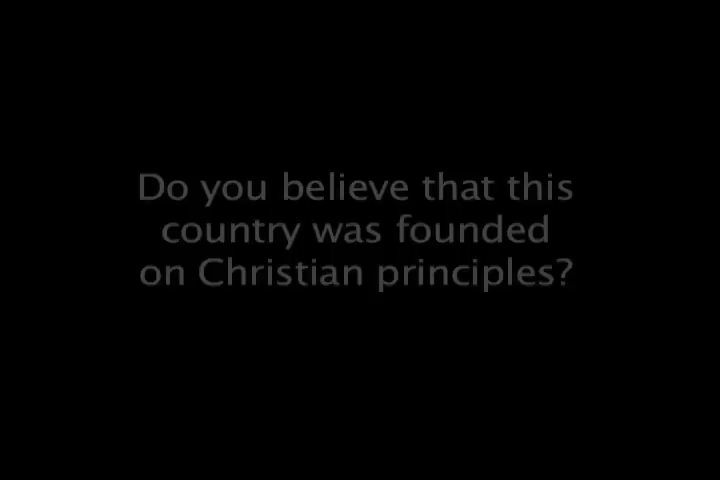 Do you believe that this
country was founded
on Christian principles?